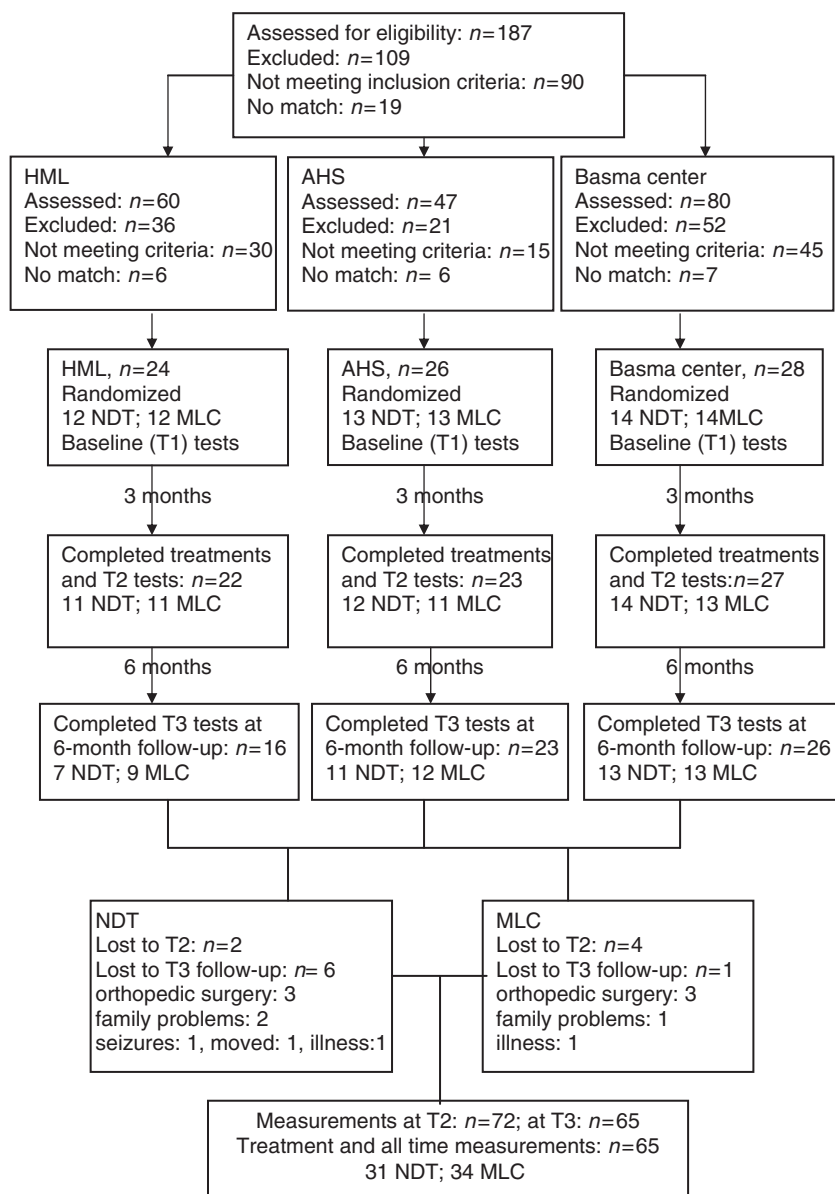 Assessed for eligibility: n=187
Excluded: n=109
Not meeting inclusion criteria: n=90
No match: n=19
HML
Assessed: n=60
Excluded: n=36
Not meeting criteria: n=30
No match: n=6
AHS
Assessed: n=47
Excluded: n=21
Not meeting criteria: n=15
No match: n= 6
Basma center
Assessed: n=80
Excluded: n=52
Not meeting criteria: n=45
No match: n=7
HML, n=24
Randomized
12 NDT; 12 MLC
Baseline (T1) tests
AHS, n=26
Randomized
13 NDT; 13 MLC
Baseline (T1) tests
Basma center, n=28
Randomized
14 NDT; 14MLC
Baseline (T1) tests
3 months
3 months
3 months
Completed treatments
and T2 tests: n=22
11 NDT; 11 MLC
Completed treatments
and T2 tests: n=23
12 NDT; 11 MLC
Completed treatments
and T2 tests:n=27
14 NDT; 13 MLC
6 months
6 months
6 months
Completed T3 tests at
6-month follow-up: n=16
7 NDT; 9 MLC
Completed T3 tests at
6-month follow-up: n=23
11 NDT; 12 MLC
Completed T3 tests at
6-month follow-up: n=26
13 NDT; 13 MLC
NDT
Lost to T2: n=2
Lost to T3 follow-up: n= 6
orthopedic surgery: 3
family problems: 2
seizures: 1, moved: 1, illness:1
MLC
Lost to T2: n=4
Lost to T3 follow-up: n=1
orthopedic surgery: 3
family problems: 1
illness: 1
Measurements at T2: n=72; at T3: n=65
Treatment and all time measurements: n=65
31 NDT; 34 MLC